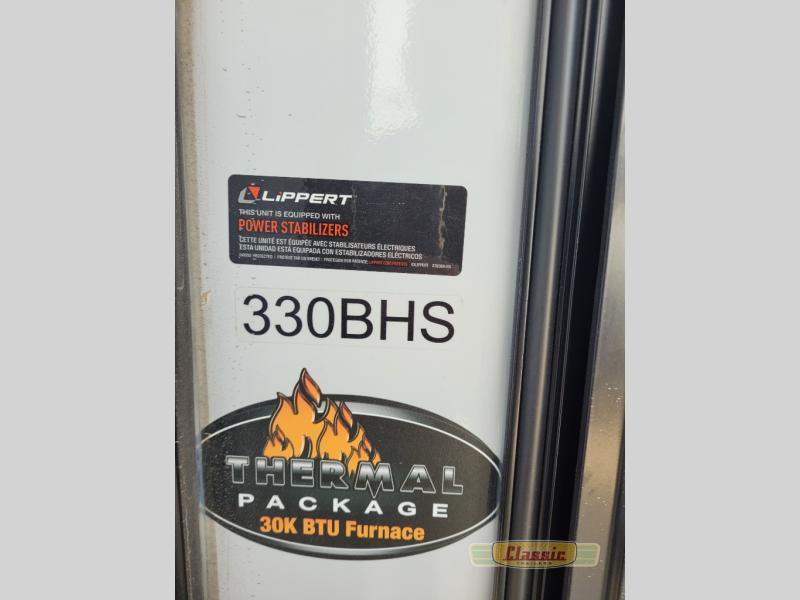 LiPPERT
THIS UNIT IS EQUIPPED WITH
POWER STABILIZERS
CETTE UNITÉ EST ÉQUIPÉE AVEC STABILISATEURS ÉLECTRIQUES
ESTA UNIDAD ESTÁ EQUIPADA CON ESTABILIZADORES ELÉCTRICOS
330BHS
THERMAL
PACKAGE
30K BTU Furnace
Classic
TRAILERS